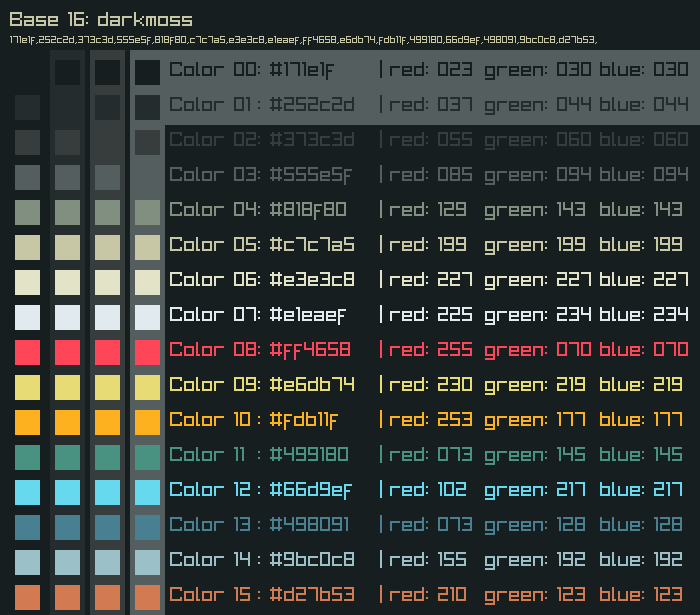 Base 16: darkmoss
171e1f,252c2d,373c3d,555e5f,818f80,c7c7a5,e3e3c8,e1eaef,ff4658,e6db74,fdb11f,499180,66d9ef,498091,9bc0c8,d27b53,
Color 00: #171e1f | red: 023 green: 030 blue: 030
Color 01 : #252c2d | red: 037 green: 044 blue: 044
Color 02: #373c3d | red: 055 green: 060 blue: 060
Color 03: #555e5f | red: 085 green: 094 blue: 094
Color 04: #818f80 | red: 129 green: 143 blue: 143
Color 05: #c7c7a5 | red: 199 green: 199 blue: 199
Color 06: #e3e3c8 | red: 227 green: 227 blue: 227
Color 07: #e1eaef | red: 225 green: 234 blue: 234
Color 08: #ff4658 | red: 255 green: 070 blue: 070
Color 09: #e6db74 | red: 230 green: 219 blue: 219
Color 10 : #fdb11f | red: 253 green: 177 blue: 177
Color 11 : #499180 | red: 073 green: 145 blue: 145
Color 12 : #66d9ef | red: 102 green: 217 blue: 217
Color 13 : #498091 | red: 073 green: 128 blue: 128
Color 14 : #9bc0c8 | red: 155 green: 192 blue: 192
Color 15 : #d27b53 | red: 210 green: 123 blue: 123